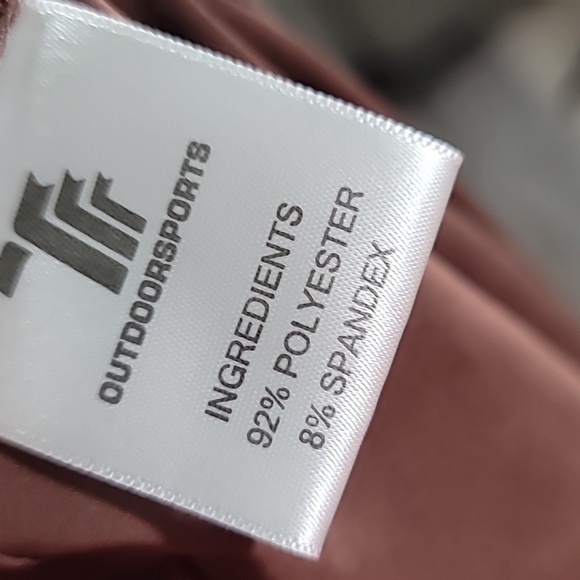 OUTDOORSPORTS
INGREDIENTS
92% POLYESTER
8% SPANDEX